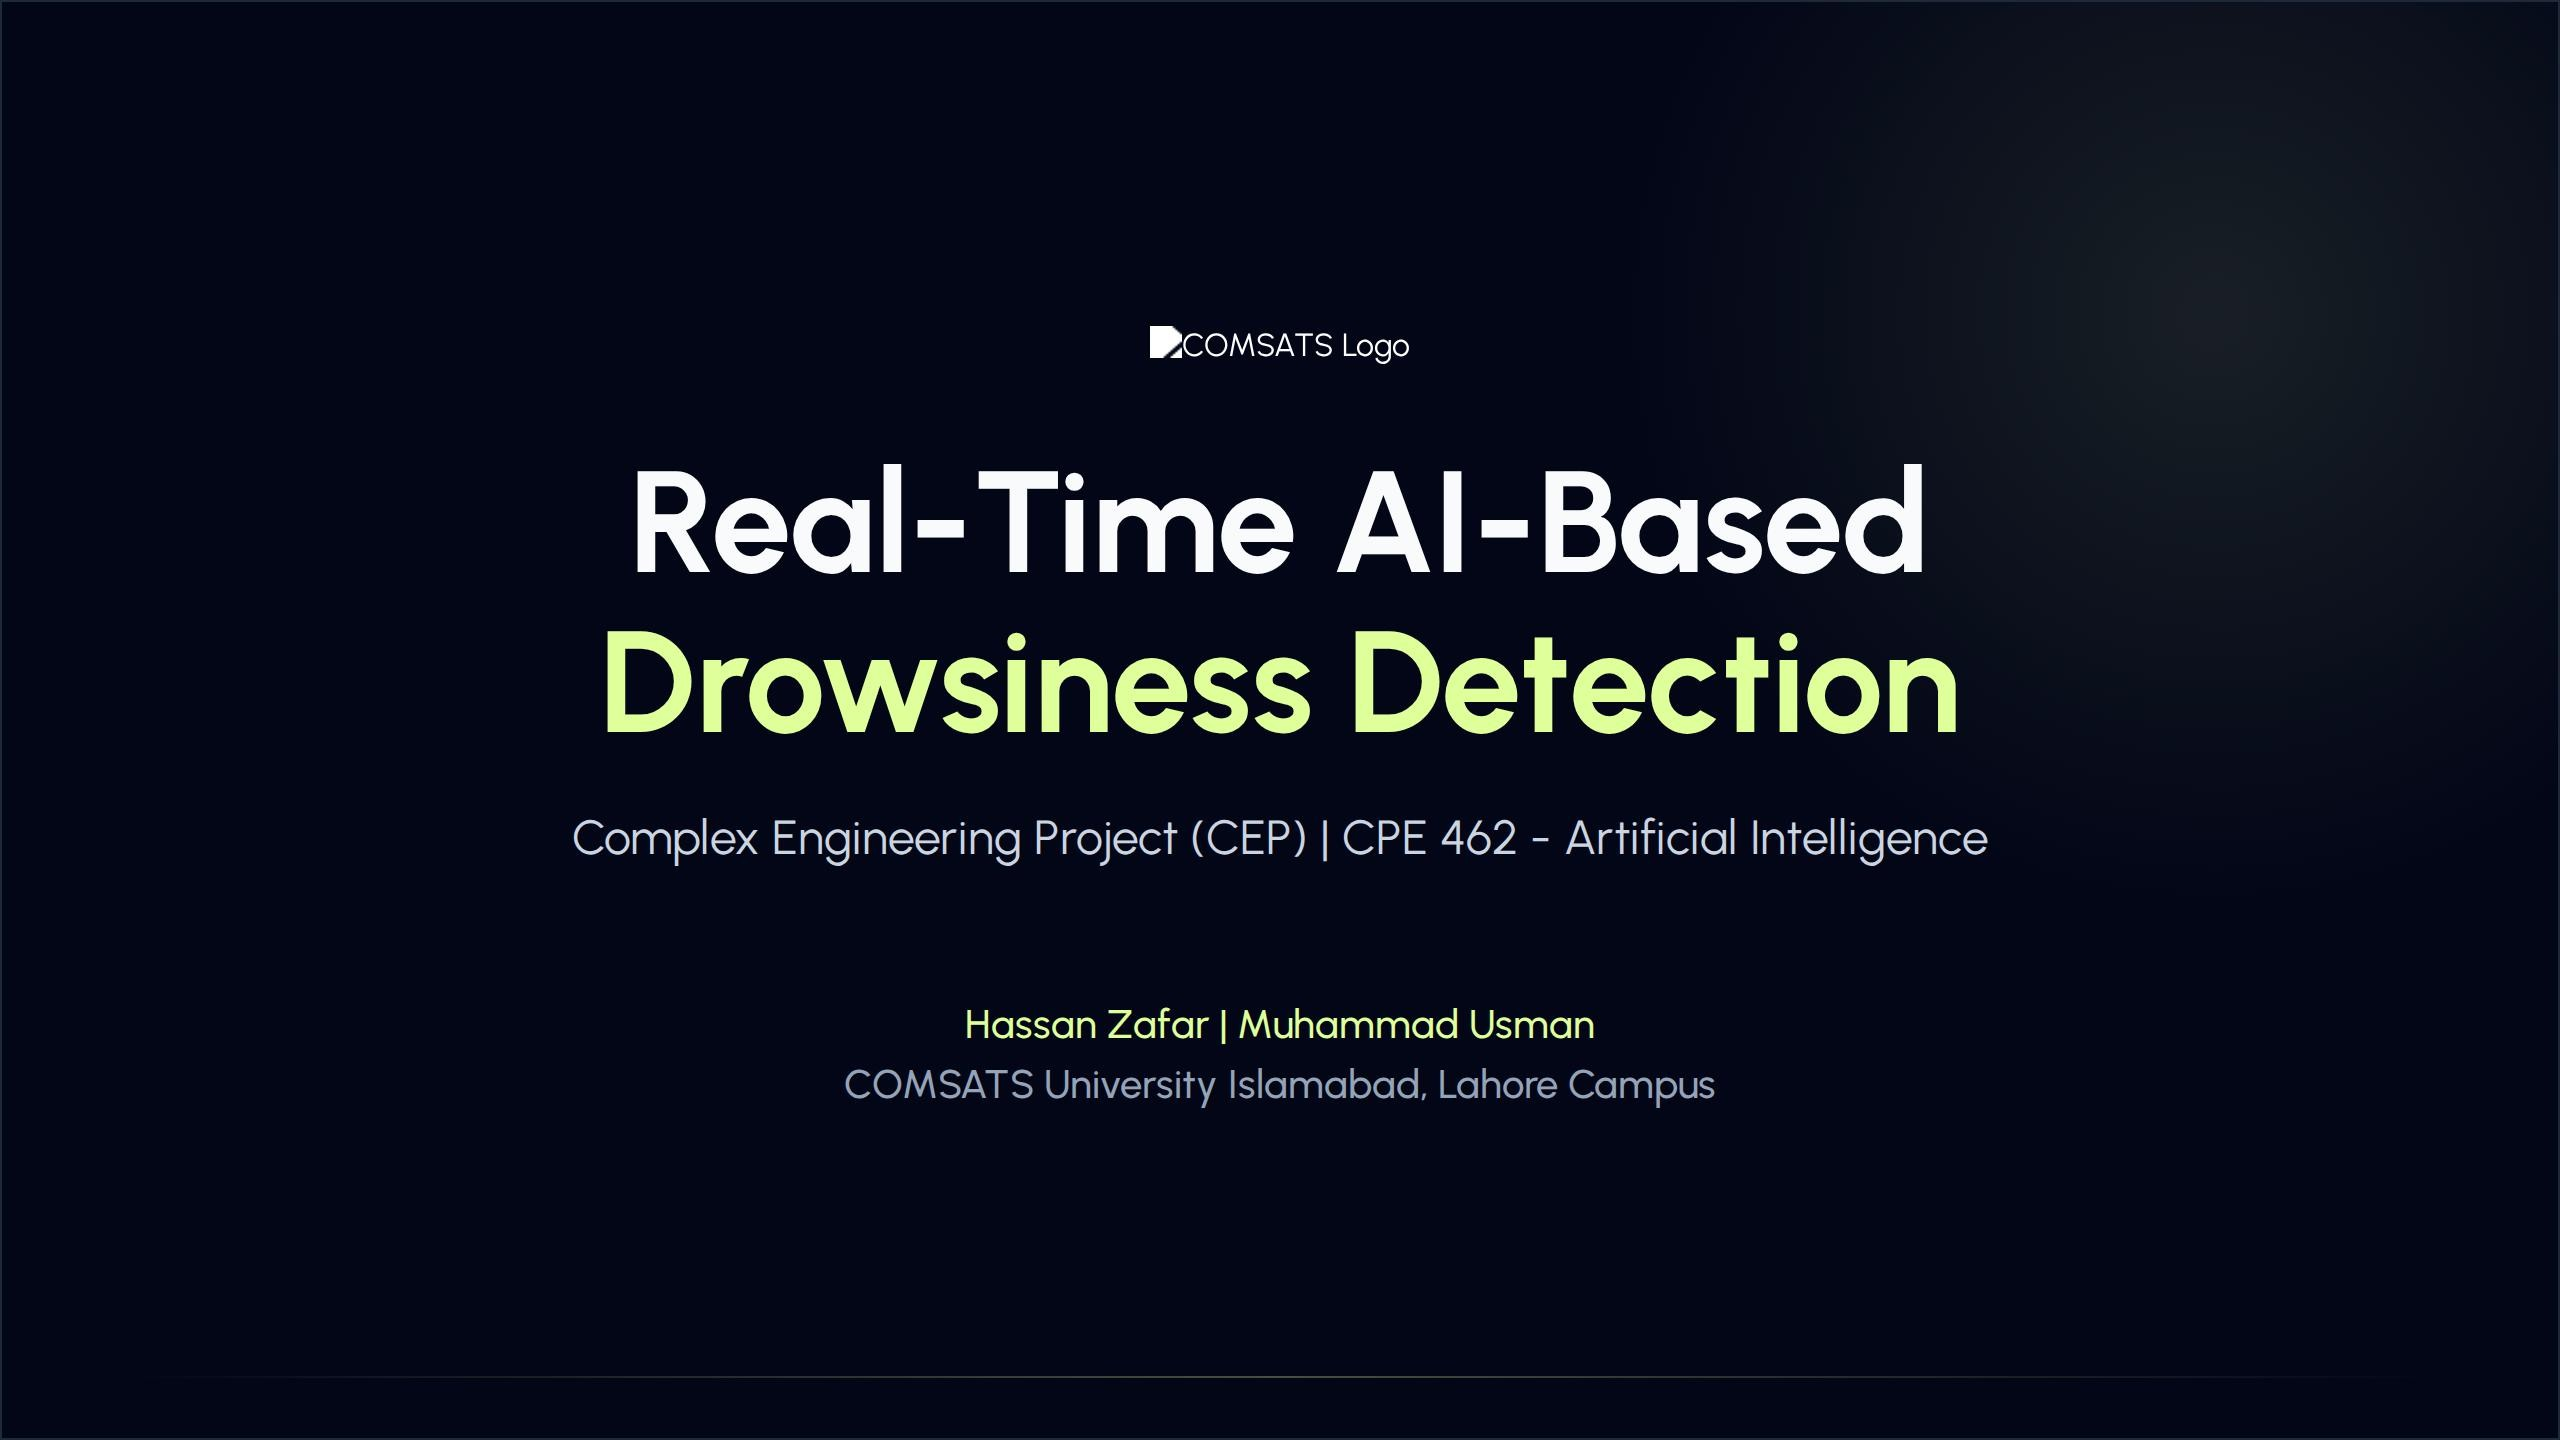 COMSATS Logo
Real-Time AI-Based
Drowsiness Detection
Complex Engineering Project (CEP) | CPE 462 - Artificial Intelligence
Hassan Zafar | Muhammad Usman
COMSATS University Islamabad, Lahore Campus